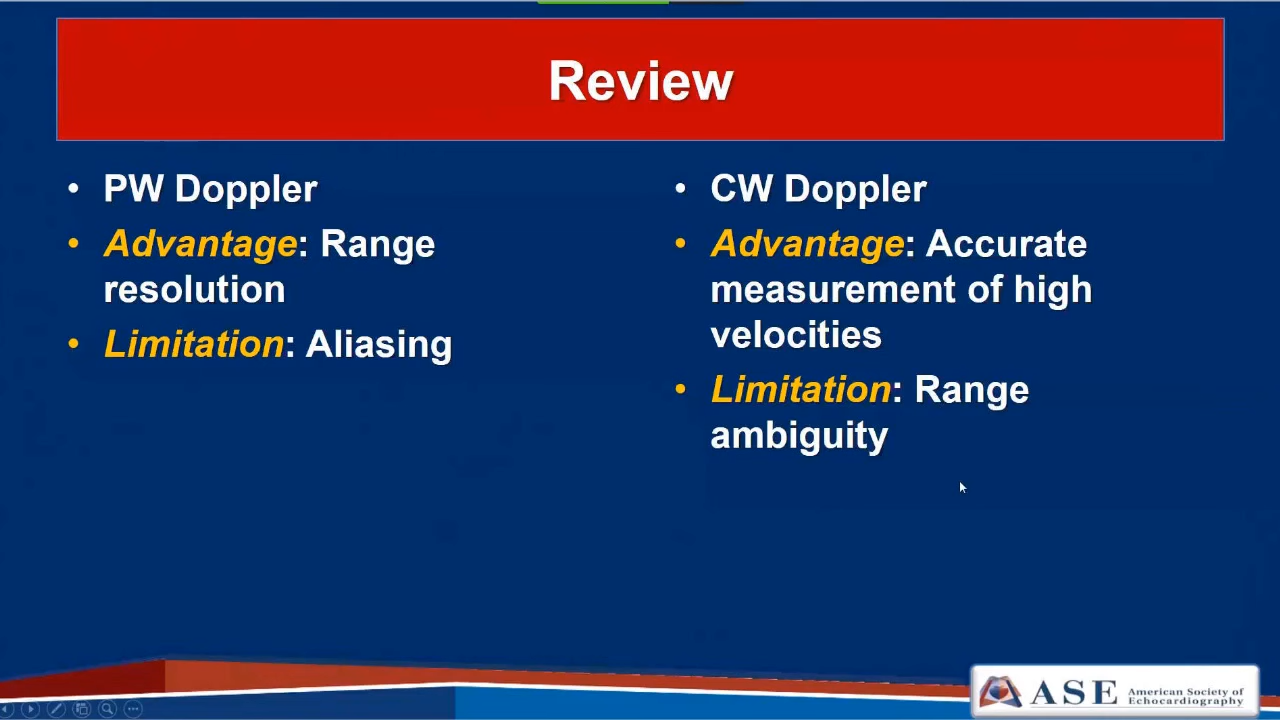 Review
• PW Doppler
• Advantage: Range
resolution
• Limitation: Aliasing
• CW Doppler
• Advantage: Accurate
measurement of high
velocities
• Limitation: Range
ambiguity
ASE American Society of
Echocardiography